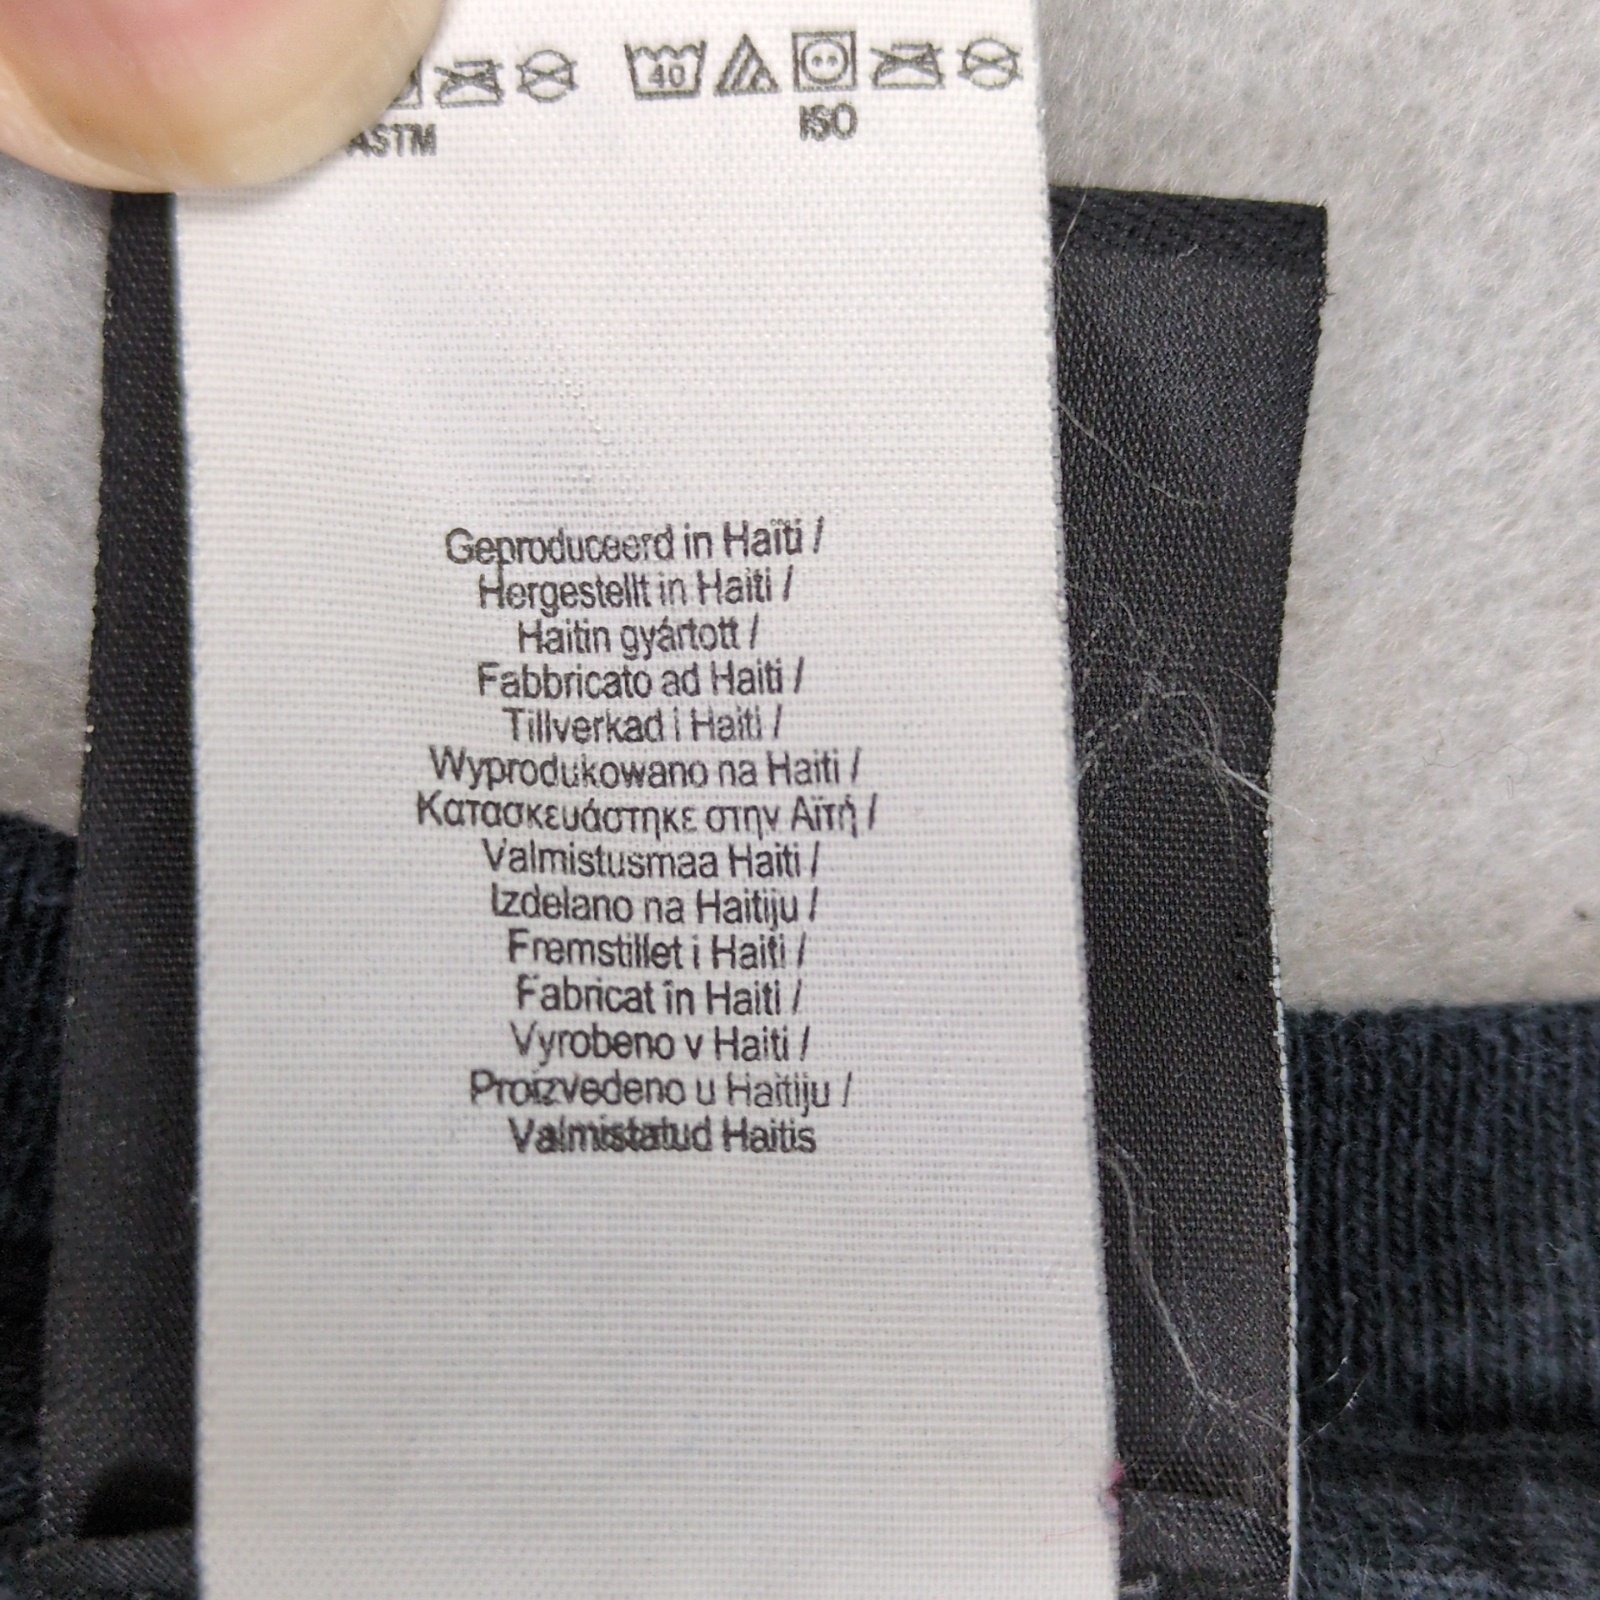 40
ASTM
ISO
Geproduceerd in Haïti /
Hergestellt in Haiti /
Haitin gyártott /
Fabbricato ad Haiti /
Tillverkad i Haiti /
Wyprodukowano na Haiti /
Κατασκευάστηκε στην Αϊτή /
Valmistusmaa Haiti /
Izdelano na Haitiju /
Fremstillet i Haiti /
Fabricat în Haiti /
Vyrobeno v Haiti /
Proizvedeno u Haitiju /
Valmistatud Haitis